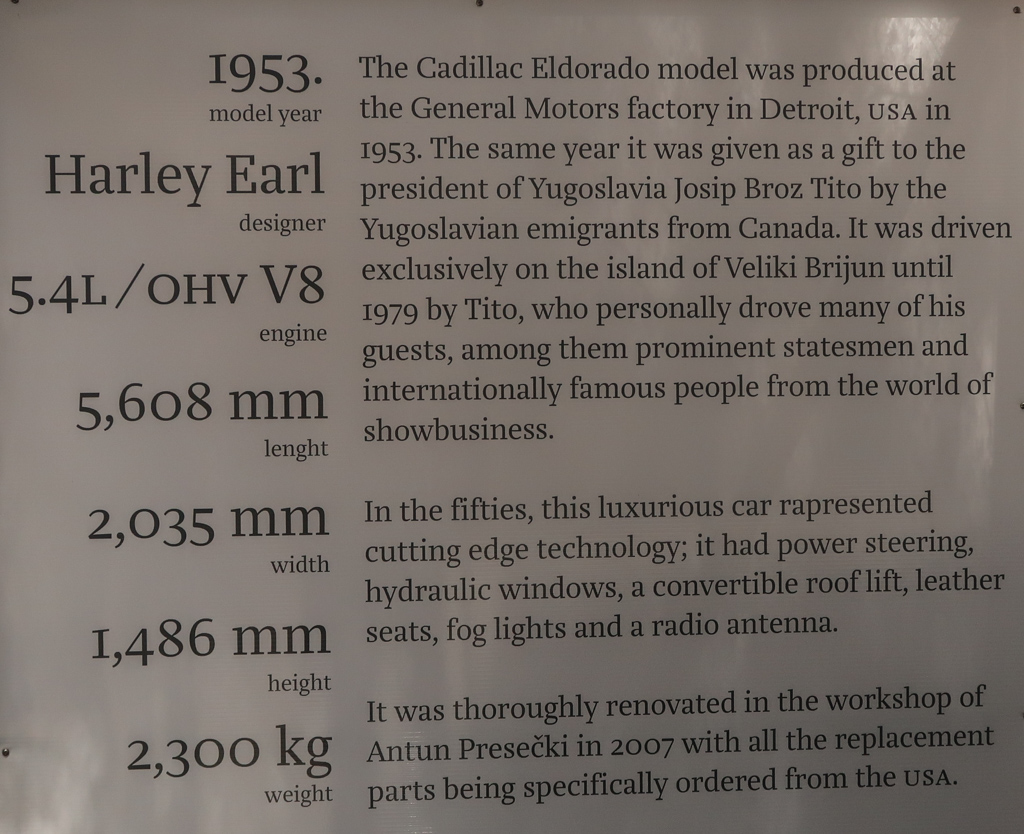 1953.
model year
Harley Earl
designer
5.4L/OHV V8
engine
5,608 mm
lenght
2,035 mm
width
1,486 mm
height
2,300 kg
weight
The Cadillac Eldorado model was produced at
the General Motors factory in Detroit, USA in
1953. The same year it was given as a gift to the
president of Yugoslavia Josip Broz Tito by the
Yugoslavian emigrants from Canada. It was driven
exclusively on the island of Veliki Brijun until
1979 by Tito, who personally drove many of his
guests, among them prominent statesmen and
internationally famous people from the world of
showbusiness.
In the fifties, this luxurious car rapresented
cutting edge technology; it had power steering,
hydraulic windows, a convertible roof lift, leather
seats, fog lights and a radio antenna.
It was thoroughly renovated in the workshop of
Antun Presečki in 2007 with all the replacement
parts being specifically ordered from the USA.